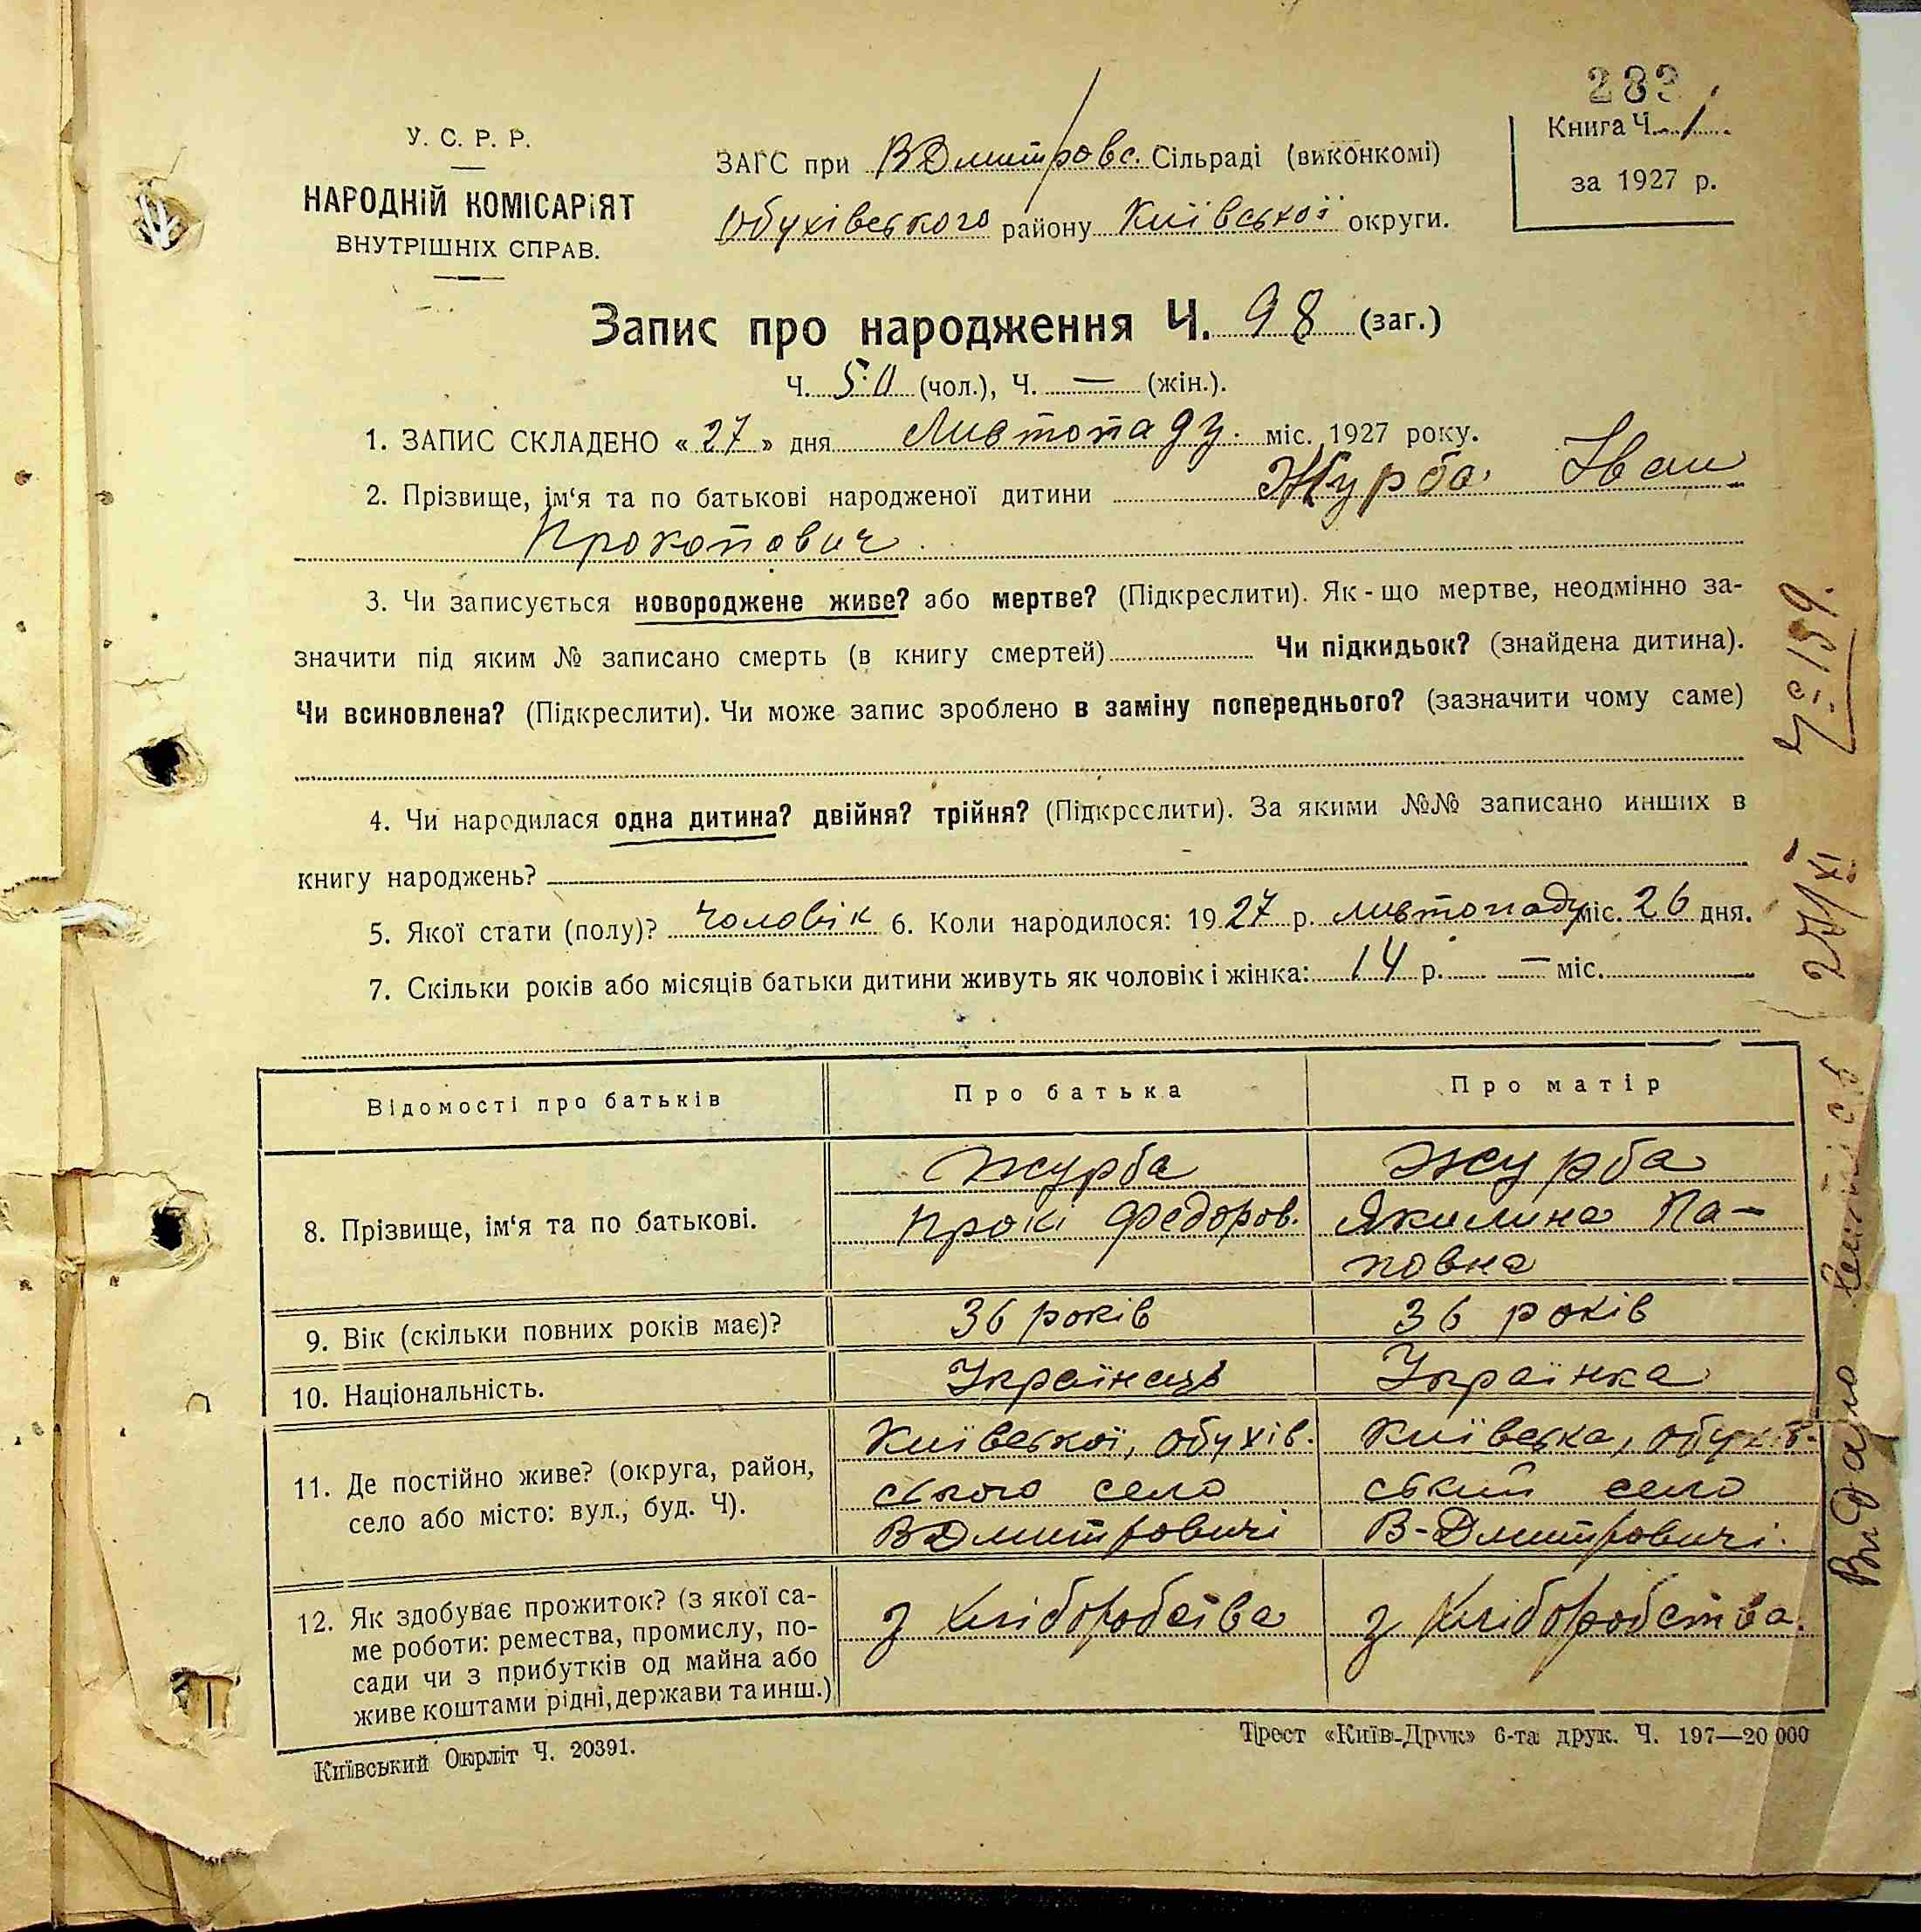 283
У. С. Р. Р.
НАРОДНІЙ КОМІСАРІЯТ
ВНУТРІШНІХ СПРАВ.
ЗАГС при ВДмитровс. Сільраді (виконкомі)
Обухівського району Київської округи.
Книга Ч. 1
за 1927 р.
Запис про народження Ч. 98 (заг.)
Ч. 50 (чол.), Ч. — (жін.).
1. ЗАПИС СКЛАДЕНО « 27 » дня Листопаду міс. 1927 року.
2. Прізвище, ім‘я та по батькові народженої дитини Журба Іван
Прокопович
3. Чи записується новороджене живе? або мертве? (Підкреслити). Як - що мертве, неодмінно за-
значити під яким № записано смерть (в книгу смертей) Чи підкидьок? (знайдена дитина).
Чи всиновлена? (Підкреслити). Чи може запис зроблено в заміну попереднього? (зазначити чому саме)
4. Чи народилася одна дитина? двійня? трійня? (Підкреслити). За якими №№ записано инших в
книгу народжень?
5. Якої стати (полу)? Чоловік 6. Коли народилося: 1927 р. листопаду міс. 26 дня.
7. Скільки років або місяців батьки дитини живуть як чоловік і жінка: 14 р. — міс.
Відомості про батьків
Про батька
Про матір
8. Прізвище, ім‘я та по батькові.
Журба
Прокіп Федоров.
Журба
Якилина
9. Вік (скільки повних років має)?
36 років
36 років
10. Національність.
Українець
Українка
11. Де постійно живе? (округа, район,
село або місто: вул., буд. Ч).
Київської, обухів.
ського село
ВДмитровичі
Київська, обухів-
ський село
В-Дмитровичі.
12. Як здобуває прожиток? (з якої са-
ме роботи: ремества, промислу, по-
сади чи з прибутків од майна або
живе коштами рідні, держави та инш.)
з хліборобства
з хліборобства.
Київський Окрліт Ч. 20391.
Трест «Київ-Друк» 6-та друк. Ч. 197—20 000
Видано 27/XI 159.